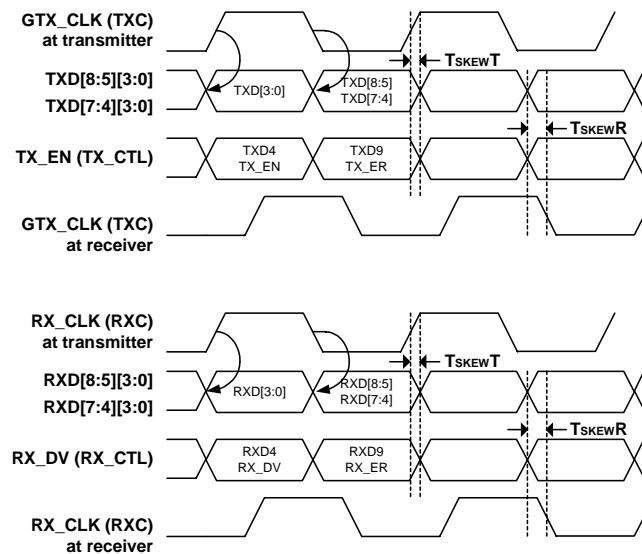 GTX_CLK (TXC)
at transmitter
TSKEWT
TXD[8:5][3:0]
TXD[7:4][3:0]
TXD[3:0]
TXD[8:5]
TXD[7:4]
TSKEWR
TX_EN (TX_CTL)
TXD4
TX_EN
TXD9
TX_ER
GTX_CLK (TXC)
at receiver
RX_CLK (RXC)
at transmitter
TSKEWT
RXD[8:5][3:0]
RXD[7:4][3:0]
RXD[3:0]
RXD[8:5]
RXD[7:4]
TSKEWR
RX_DV (RX_CTL)
RXD4
RX_DV
RXD9
RX_ER
RX_CLK (RXC)
at receiver